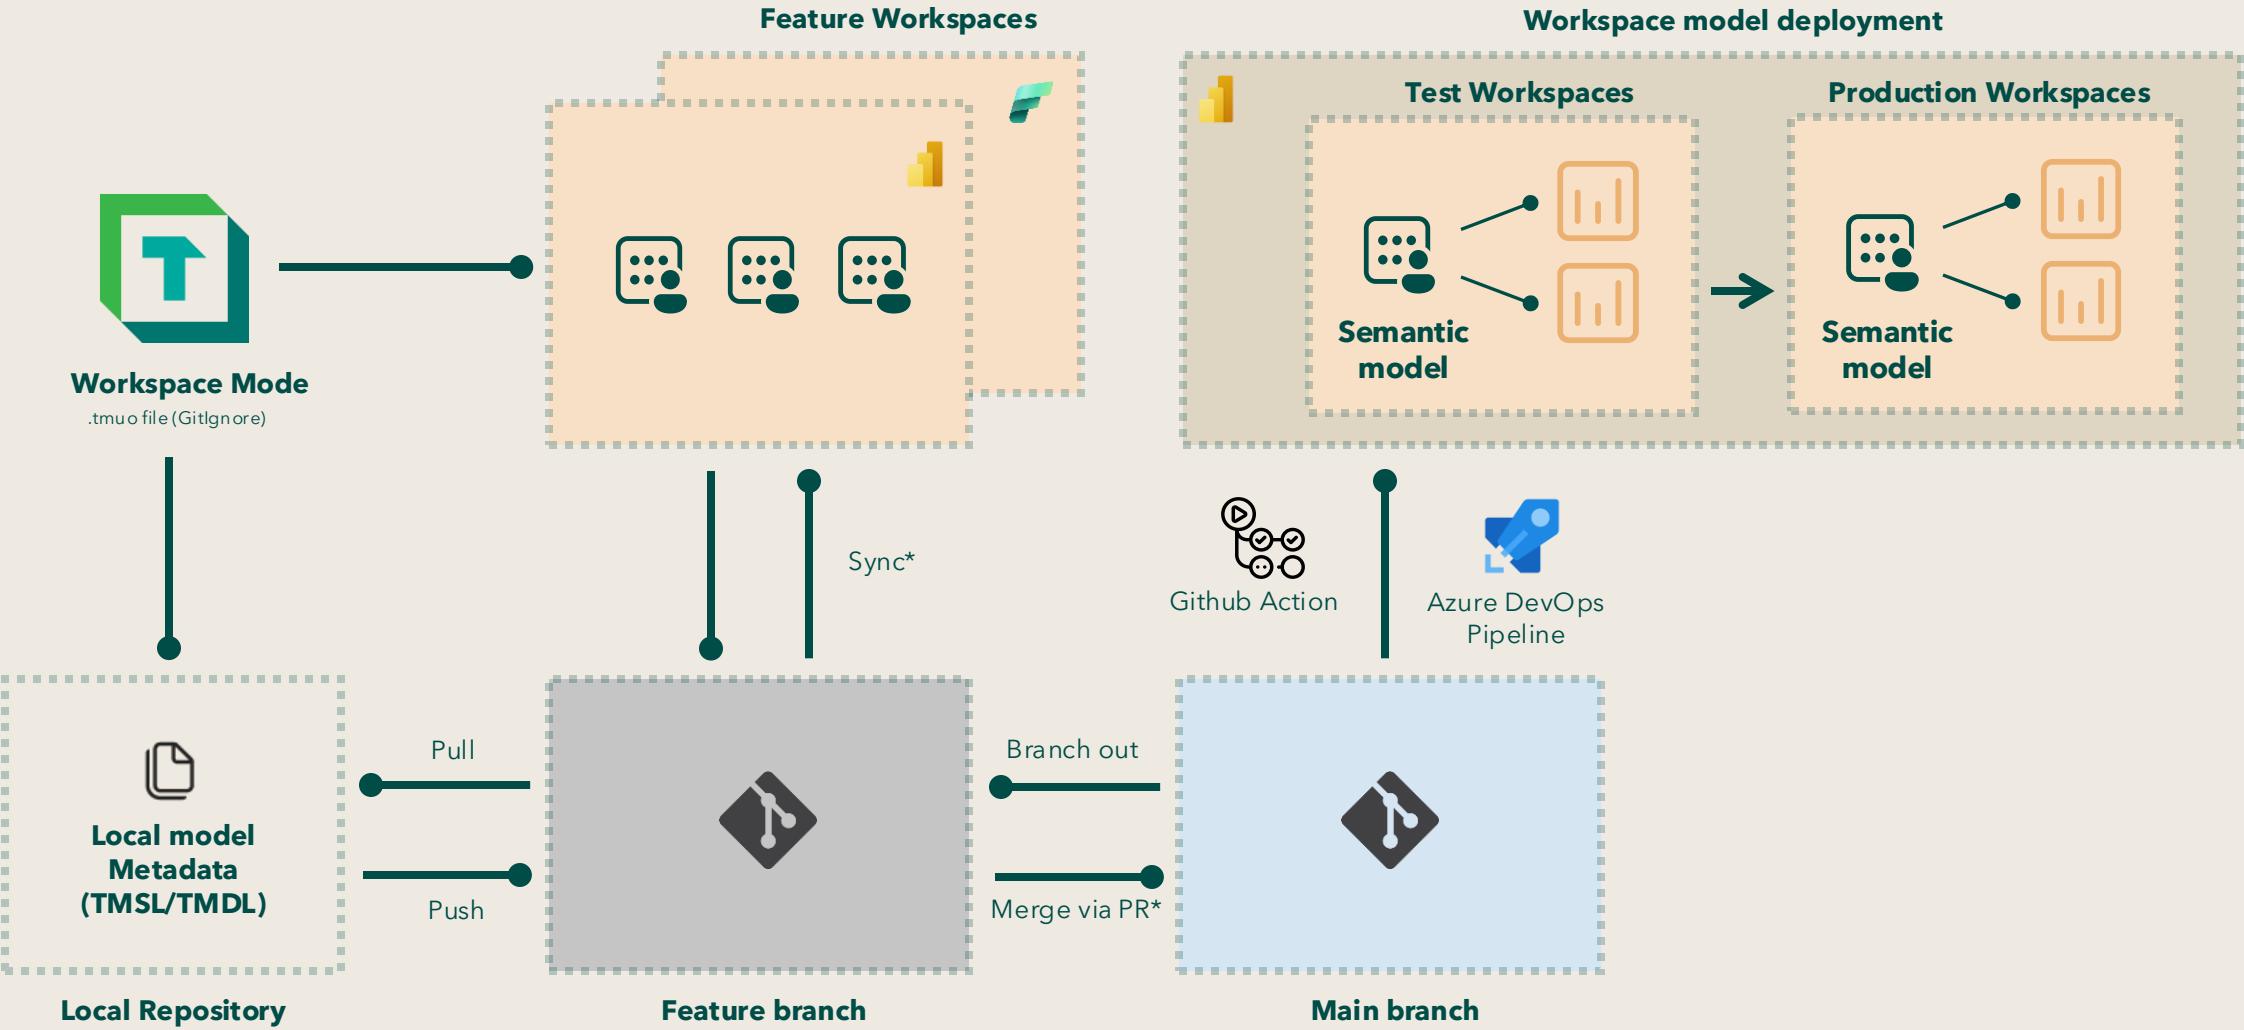 Feature Workspaces
Workspace model deployment
Test Workspaces
Production Workspaces
Workspace Mode
.tmuo file (GitIgnore)
Semantic
model
Semantic
model
Sync*
Github Action
Azure DevOps
Pipeline
Local model
Metadata
(TMSL/TMDL)
Pull
Push
Branch out
Merge via PR*
Local Repository
Feature branch
Main branch